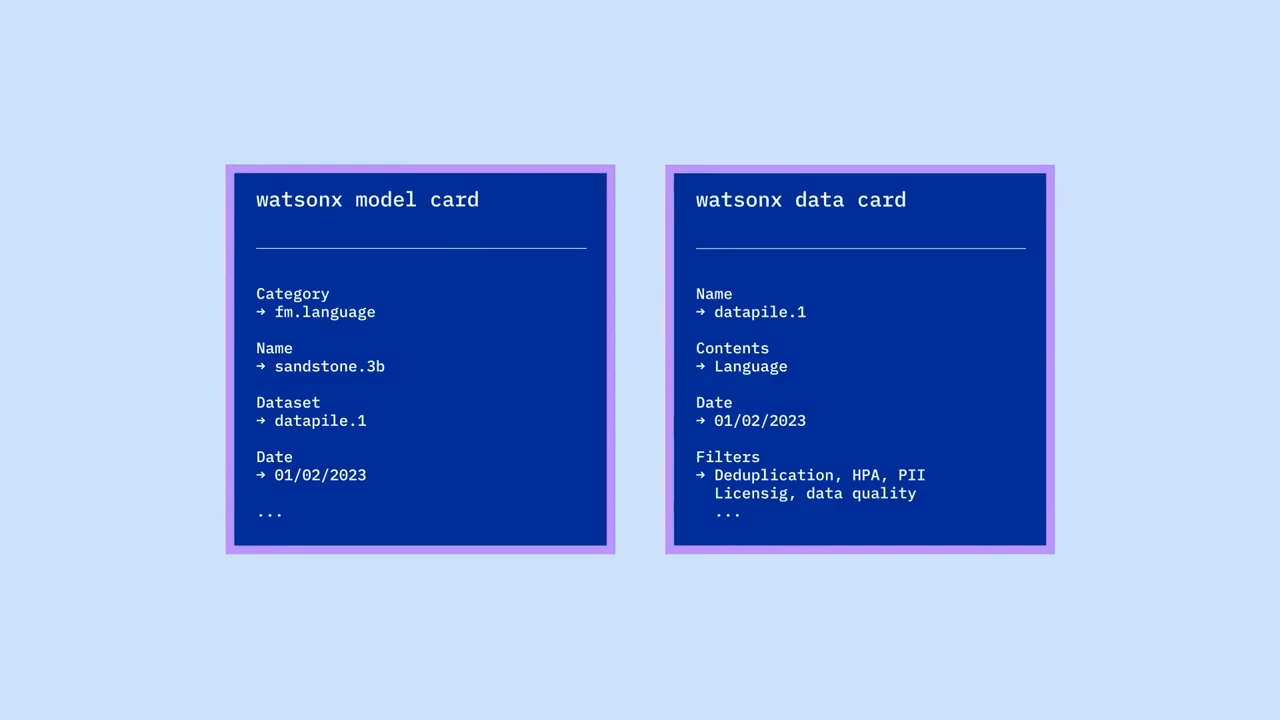 watsonx model card
Category
→ fm.language
Name
→ sandstone.3b
Dataset
→ datapile.1
Date
→ 01/02/2023
...
watsonx data card
Name
→ datapile.1
Contents
→ Language
Date
→ 01/02/2023
Filters
→ Deduplication, HPA, PII
Licensig, data quality
...